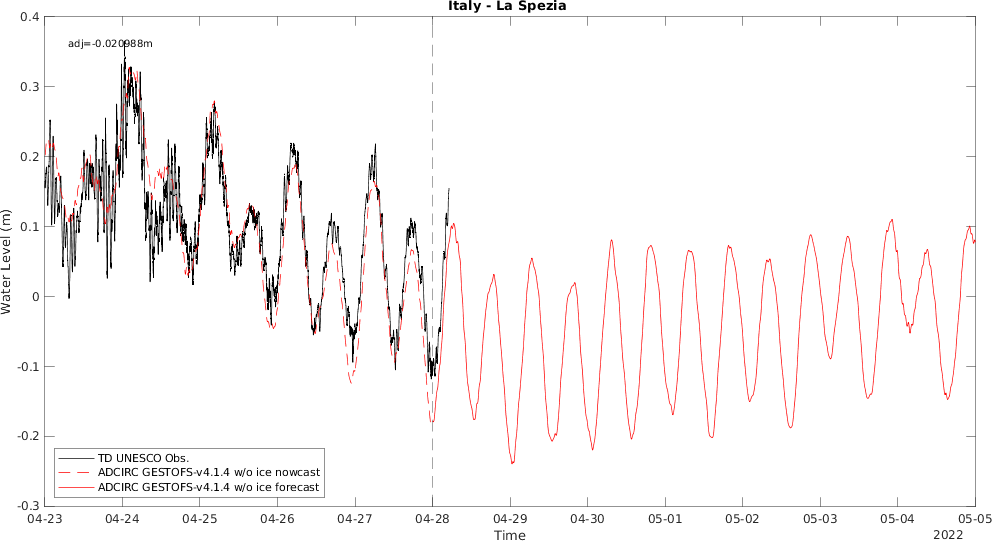 Italy - La Spezia
adj=-0.020988m
Water Level (m)
0.4
0.3
0.2
0.1
0
-0.1
-0.2
-0.3
TD UNESCO Obs.
ADCIRC GESTOFS-v4.1.4 w/o ice nowcast
ADCIRC GESTOFS-v4.1.4 w/o ice forecast
04-23 04-24 04-25 04-26 04-27 04-28 04-29 04-30 05-01 05-02 05-03 05-04 05-05
Time
2022